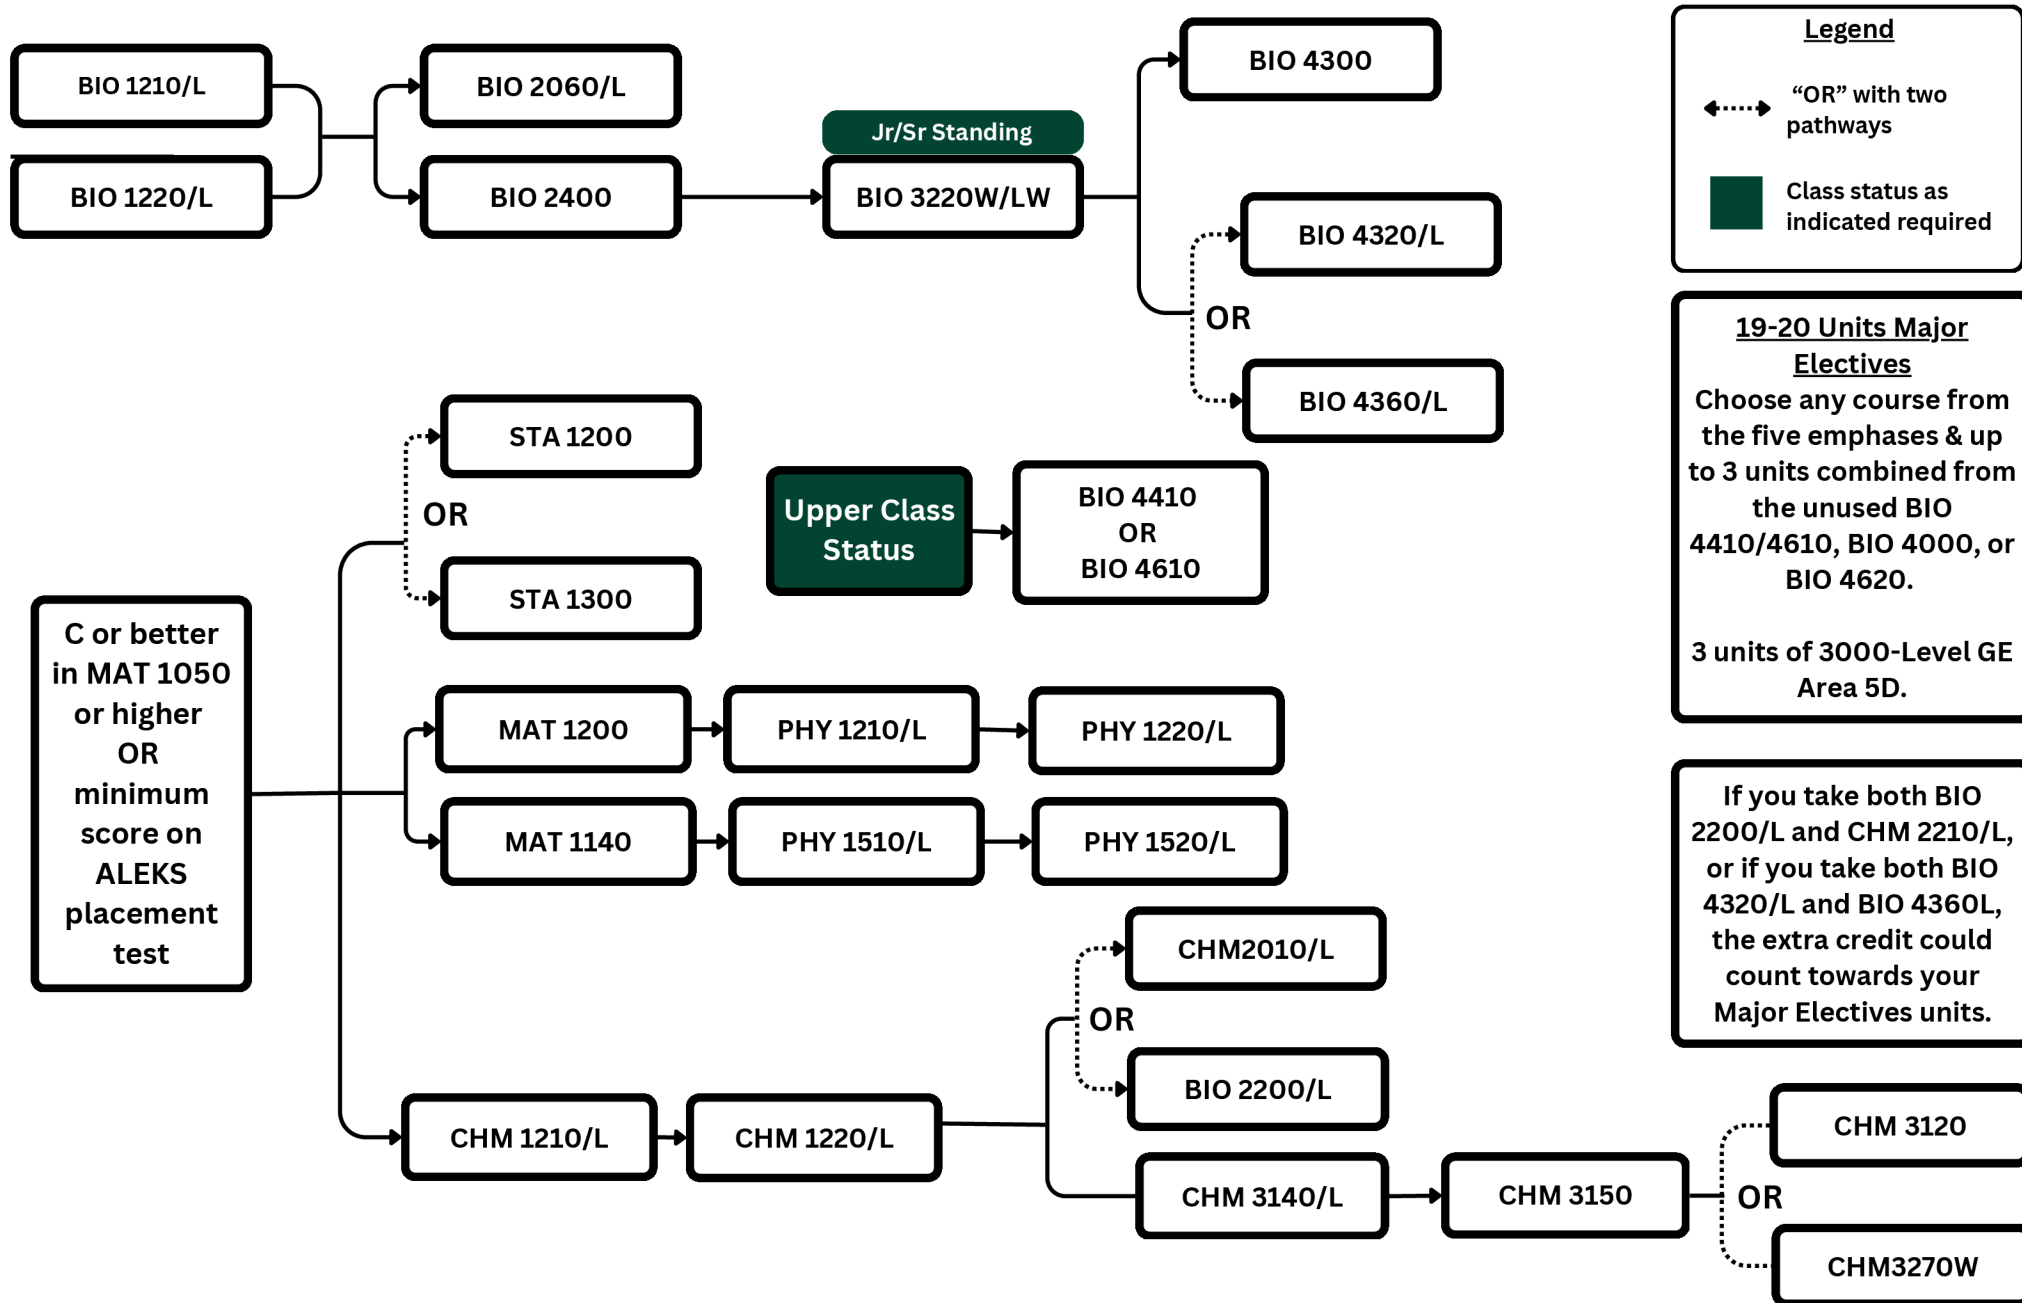 BIO 1210/L
BIO 1220/L
BIO 2060/L
BIO 2400
Jr/Sr Standing
BIO 3220W/LW
BIO 4300
BIO 4320/L
OR
BIO 4360/L
Legend
“OR” with two
pathways
Class status as
indicated required
19-20 Units Major
Electives
Choose any course from
the five emphases & up
to 3 units combined from
the unused BIO
4410/4610, BIO 4000, or
BIO 4620.
3 units of 3000-Level GE
Area 5D.
If you take both BIO
2200/L and CHM 2210/L,
or if you take both BIO
4320/L and BIO 4360L,
the extra credit could
count towards your
Major Electives units.
Upper Class
Status
BIO 4410
OR
BIO 4610
C or better
in MAT 1050
or higher
OR
minimum
score on
ALEKS
placement
test
STA 1200
OR
STA 1300
MAT 1200
PHY 1210/L
PHY 1220/L
MAT 1140
PHY 1510/L
PHY 1520/L
CHM 1210/L
CHM 1220/L
CHM2010/L
OR
BIO 2200/L
CHM 3140/L
CHM 3150
CHM 3120
OR
CHM3270W